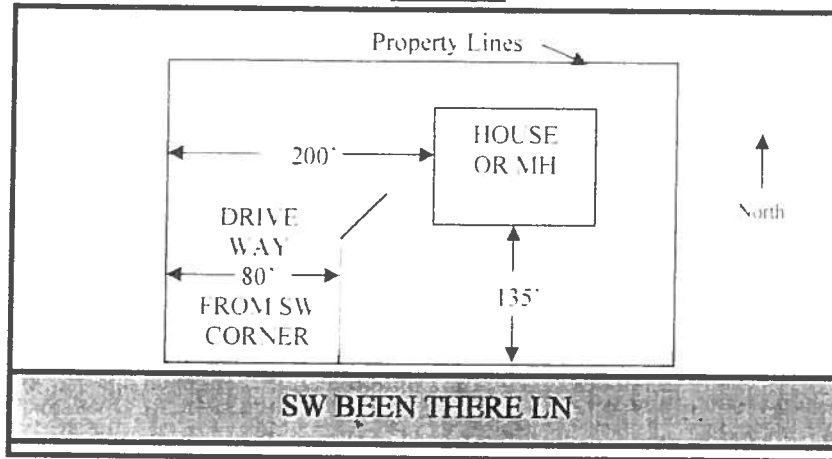 Property Lines
HOUSE
OR MH
200'
North
DRIVE
WAY
80'
FROM SW
CORNER
135'
SW BEEN THERE LN